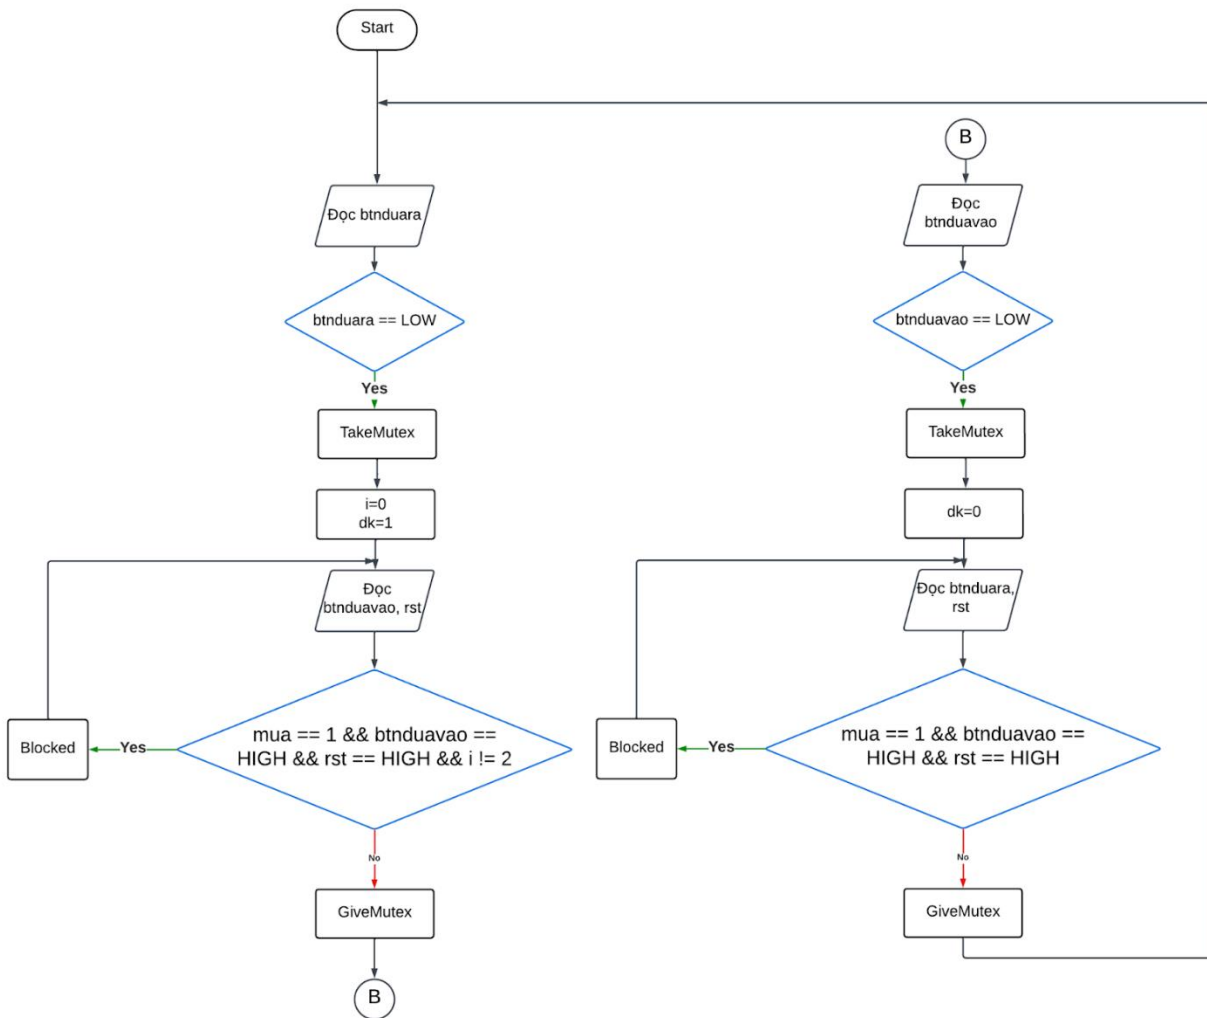 Start
Đọc btnduara
btnduara == LOW
Yes
TakeMutex
i=0
dk=1
Đọc
btnduavao, rst
mua == 1 && btnduavao ==
HIGH && rst == HIGH && i != 2
Yes
Blocked
No
GiveMutex
B
B
Đọc
btnduavao
btnduavao == LOW
Yes
TakeMutex
dk=0
Đọc btnduara,
rst
mua == 1 && btnduavao ==
HIGH && rst == HIGH
Yes
Blocked
No
GiveMutex